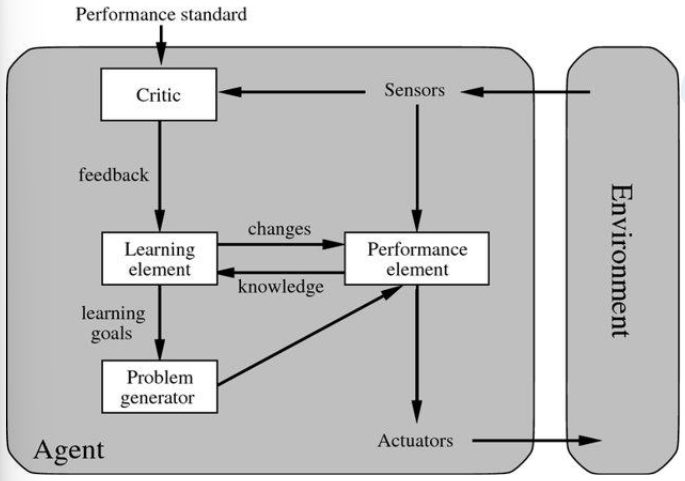 Performance standard
Critic
Sensors
feedback
changes
Learning
element
Performance
element
knowledge
learning
goals
Problem
generator
Agent
Actuators
Environment